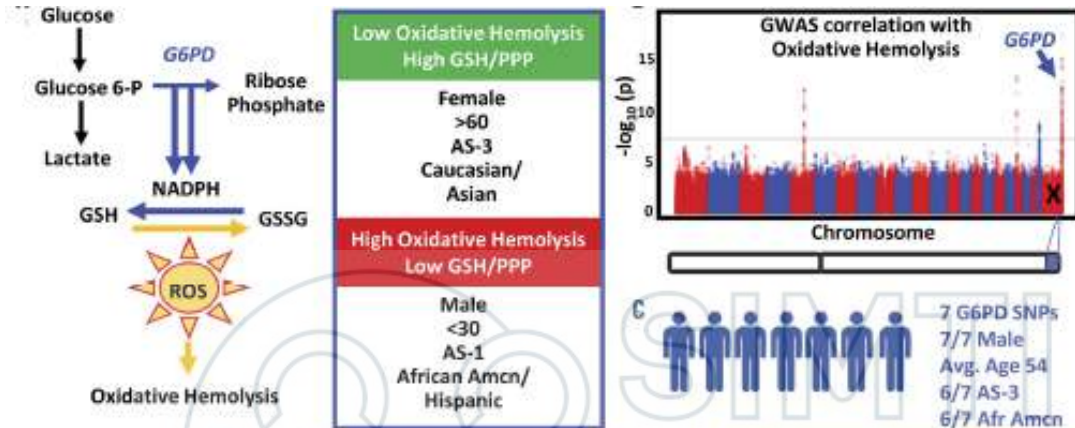 Glucose
G6PD
Glucose 6-P
Ribose
Phosphate
Lactate
NADPH
GSH
GSSG
ROS
Oxidative Hemolysis
Low Oxidative Hemolysis
High GSH/PPP
Female
>60
AS-3
Caucasian/
Asian
High Oxidative Hemolysis
Low GSH/PPP
Male
<30
AS-1
African Amcn/
Hispanic
GWAS correlation with
Oxidative Hemolysis
G6PD
-log10 (p)
15
10
5
0
X
Chromosome
C
7 G6PD SNPs
7/7 Male
Avg. Age 54
6/7 AS-3
6/7 Afr Amcn
SIMTI